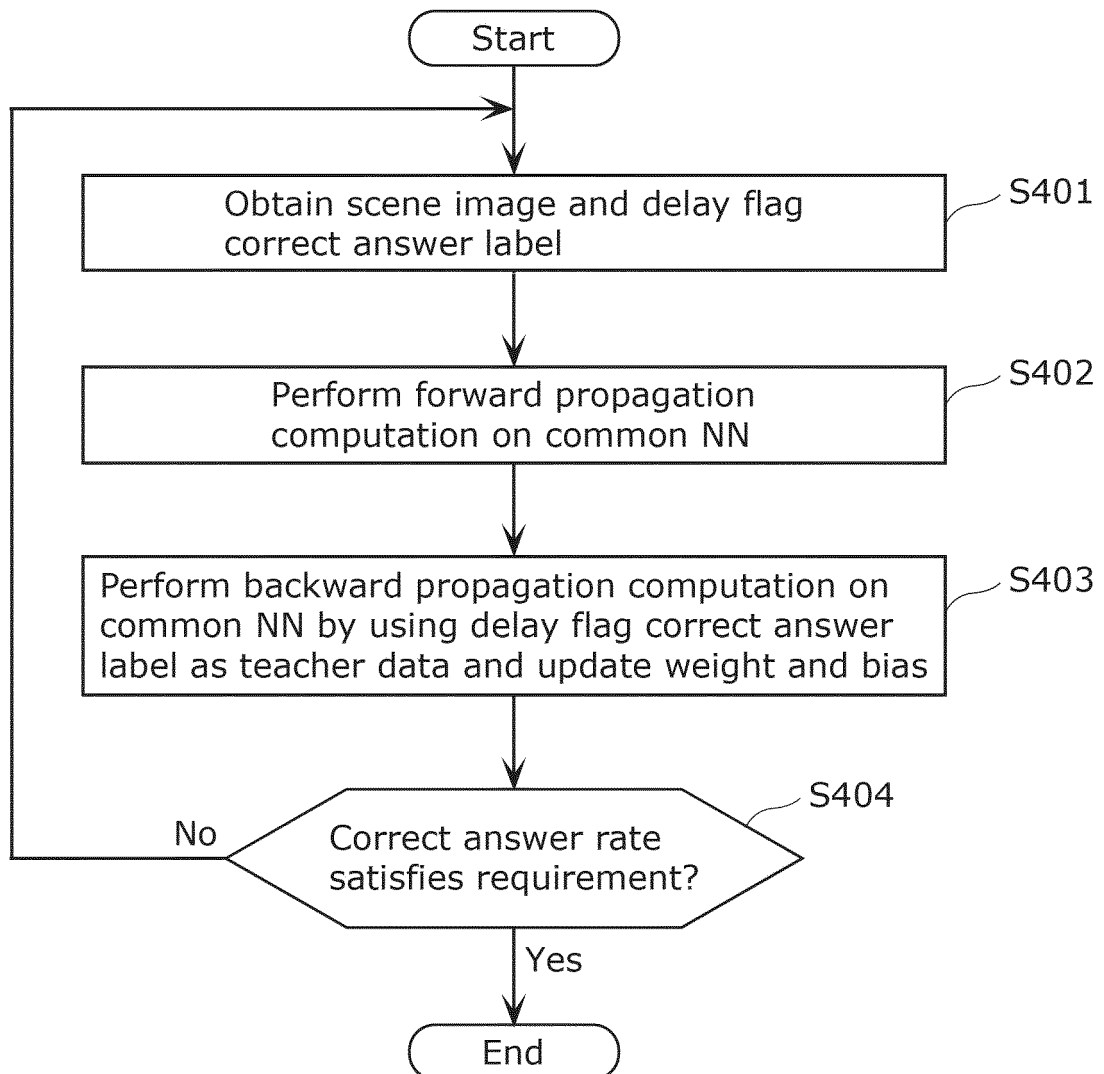 Start
Obtain scene image and delay flag
correct answer label
S401
Perform forward propagation
computation on common NN
S402
Perform backward propagation computation on
common NN by using delay flag correct answer
label as teacher data and update weight and bias
S403
Correct answer rate
satisfies requirement?
S404
No
Yes
End